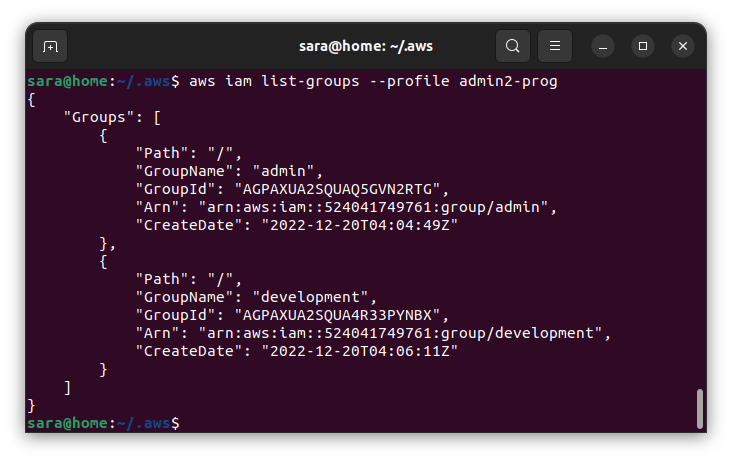 sara@home: ~/.aws
sara@home:~/.aws$ aws iam list-groups --profile admin2-prog
{
    "Groups": [
        {
            "Path": "/",
            "GroupName": "admin",
            "GroupId": "AGPAXUA2SQUAQ5GVN2RTG",
            "Arn": "arn:aws:iam::524041749761:group/admin",
            "CreateDate": "2022-12-20T04:04:49Z"
        },
        {
            "Path": "/",
            "GroupName": "development",
            "GroupId": "AGPAXUA2SQUA4R33PYNBX",
            "Arn": "arn:aws:iam::524041749761:group/development",
            "CreateDate": "2022-12-20T04:06:11Z"
        }
    ]
}
sara@home:~/.aws$